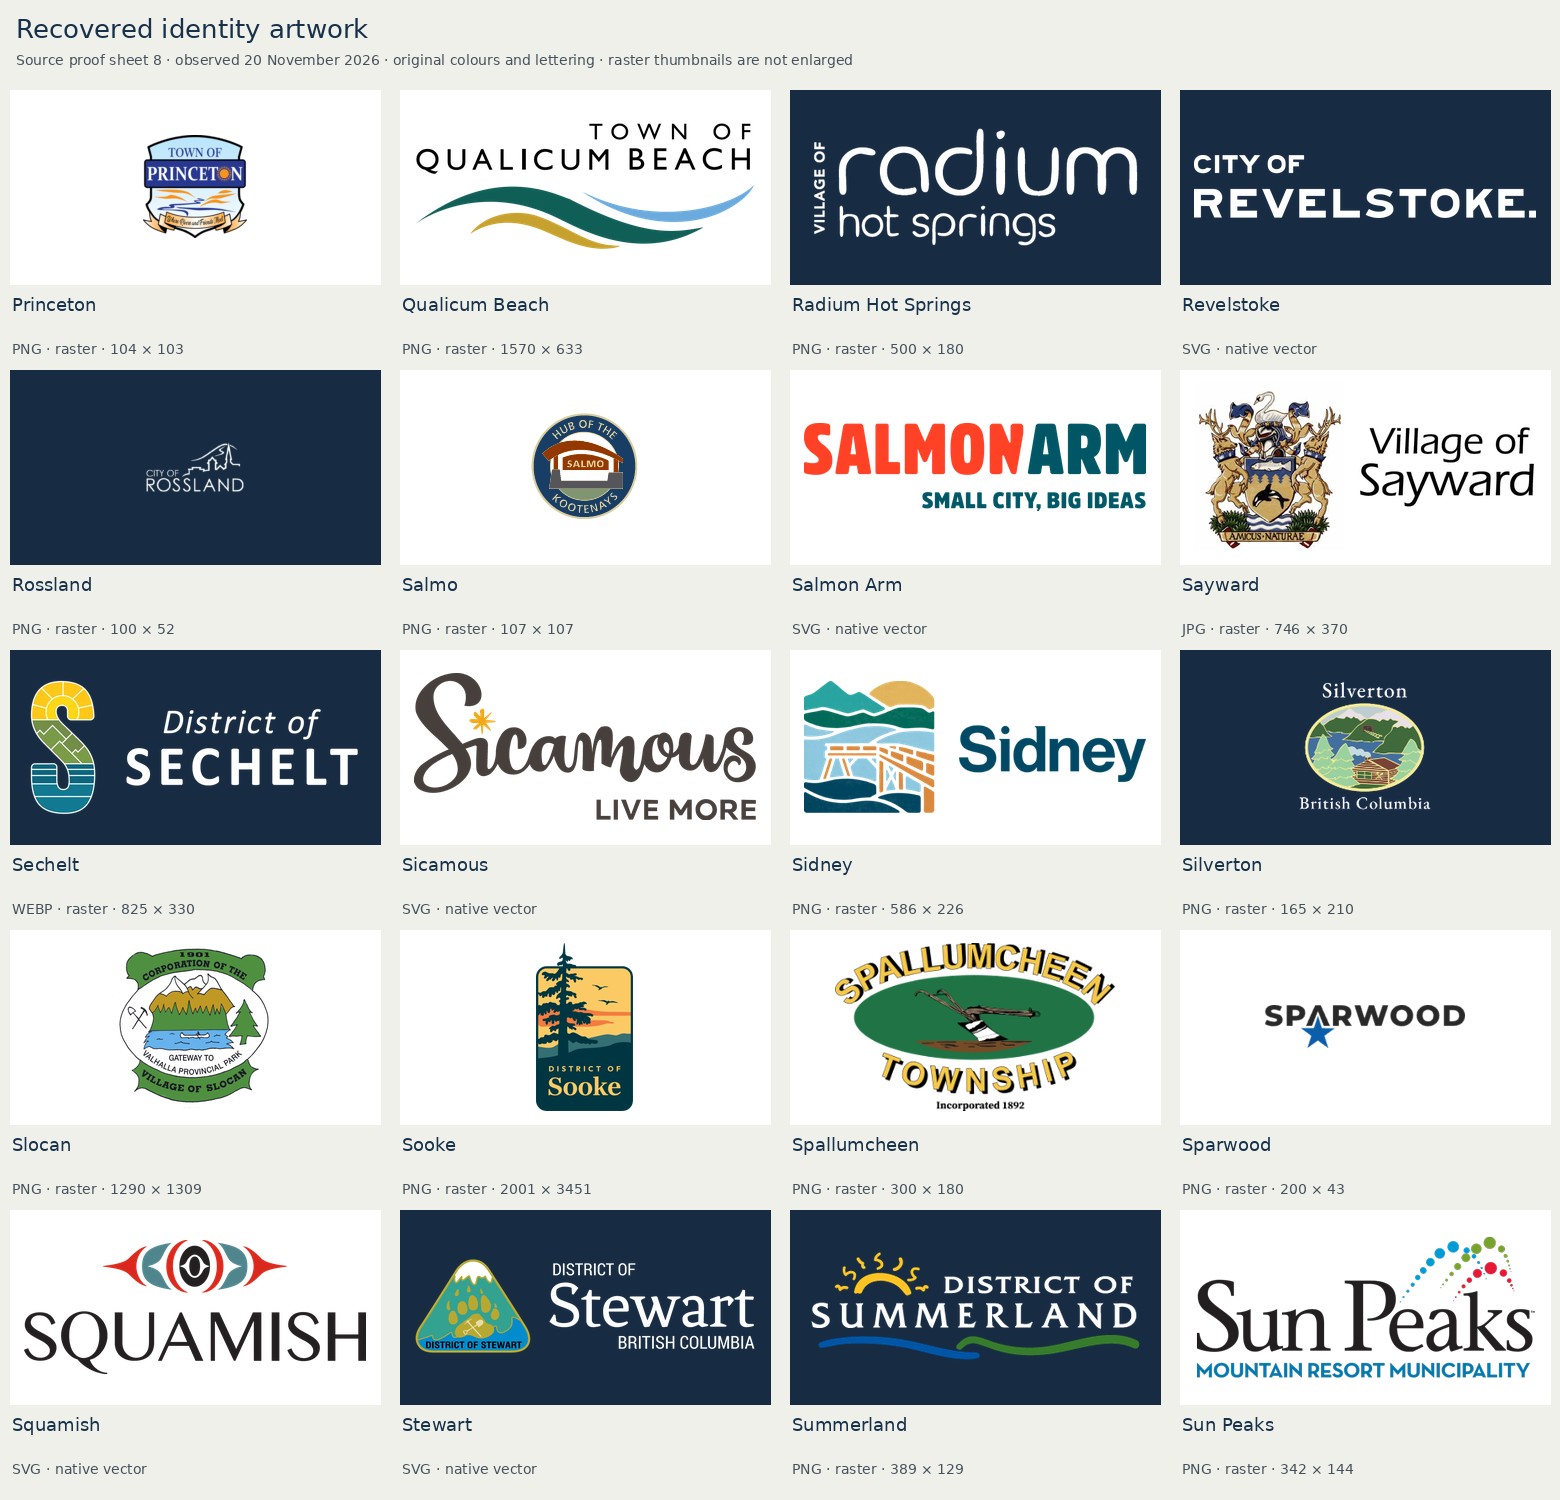 Recovered identity artwork
Source proof sheet 8 · observed 20 November 2026 · original colours and lettering · raster thumbnails are not enlarged
TOWN OF
PRINCETON
TOWN OF
QUALICUM BEACH
VILLAGE OF
radium
hot springs
CITY OF
REVELSTOKE.
Princeton
Qualicum Beach
Radium Hot Springs
Revelstoke
PNG · raster · 104 × 103
PNG · raster · 1570 × 633
PNG · raster · 500 × 180
SVG · native vector
CITY OF
ROSSLAND
HUB OF THE
SALMO
KOOTENAYS
SALMONARM
SMALL CITY, BIG IDEAS
AMICUS·NATURAE
Village of
Sayward
Rossland
Salmo
Salmon Arm
Sayward
PNG · raster · 100 × 52
PNG · raster · 107 × 107
SVG · native vector
JPG · raster · 746 × 370
District of
SECHELT
Sicamous
LIVE MORE
Sidney
Silverton
British Columbia
Sechelt
Sicamous
Sidney
Silverton
WEBP · raster · 825 × 330
SVG · native vector
PNG · raster · 586 × 226
PNG · raster · 165 × 210
1901
CORPORATION OF THE
GATEWAY TO
VALHALLA PROVINCIAL PARK
VILLAGE OF SLOCAN
DISTRICT OF
Sooke
SPALLUMCHEEN
TOWNSHIP
Incorporated 1892
SPARWOOD
Slocan
Sooke
Spallumcheen
Sparwood
PNG · raster · 1290 × 1309
PNG · raster · 2001 × 3451
PNG · raster · 300 × 180
PNG · raster · 200 × 43
SQUAMISH
DISTRICT OF STEWART
DISTRICT OF
Stewart
BRITISH COLUMBIA
DISTRICT OF
SUMMERLAND
Sun Peaks
MOUNTAIN RESORT MUNICIPALITY
Squamish
Stewart
Summerland
Sun Peaks
SVG · native vector
SVG · native vector
PNG · raster · 389 × 129
PNG · raster · 342 × 144